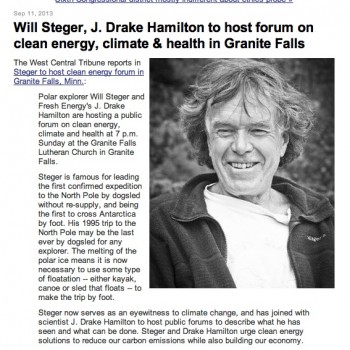 Sixth Congressional district mostly indifferent about ethics probe »
Sep 11, 2013
Will Steger, J. Drake Hamilton to host forum on
clean energy, climate & health in Granite Falls
The West Central Tribune reports in
Steger to host clean energy forum in
Granite Falls, Minn.:
Polar explorer Will Steger and
Fresh Energy's J. Drake
Hamilton are hosting a public
forum on clean energy,
climate and health at 7 p.m.
Sunday at the Granite Falls
Lutheran Church in Granite
Falls.
Steger is famous for leading
the first confirmed expedition
to the North Pole by dogsled
without re-supply, and being
the first to cross Antarctica
by foot. His 1995 trip to the
North Pole may be the last
ever by dogsled for any
explorer. The melting of the
polar ice means it is now
necessary to use some type
of floatation -- either kayak,
canoe or sled that floats -- to
make the trip by foot.
Steger now serves as an eyewitness to climate change, and has joined with
scientist J. Drake Hamilton to host public forums to describe what he has
seen and what can be done. Steger and Drake Hamilton urge clean energy
solutions to reduce our carbon emissions while also building our economy.